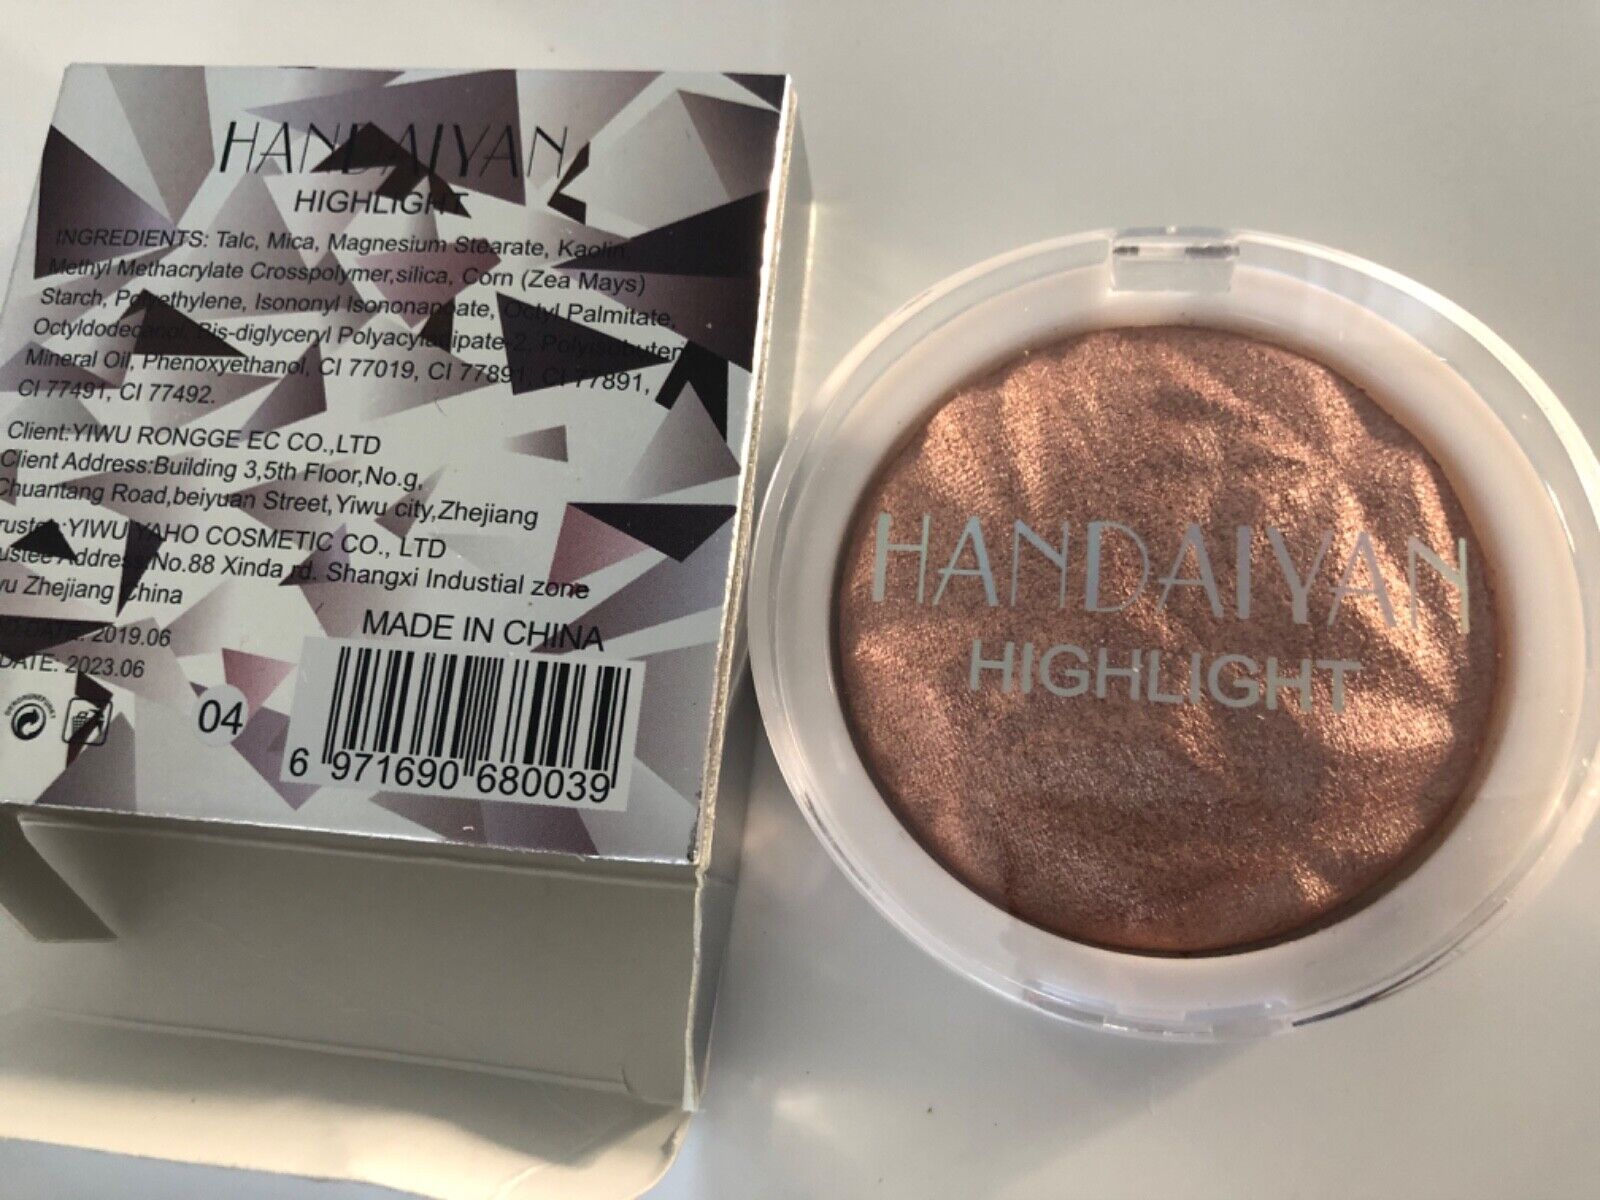 HANDAIYAN
HIGHLIGHT
INGREDIENTS: Talc, Mica, Magnesium Stearate, Kaolin,
Methyl Methacrylate Crosspolymer,silica, Corn (Zea Mays)
Starch, Polyethylene, Isononyl Isononanoate, Octyl Palmitate,
Octyldodecanol, Bis-diglyceryl Polyacyladipate-2,
Mineral Oil, Phenoxyethanol, CI 77019, CI 77891, CI 77891,
CI 77491, CI 77492.
Client:YIWU RONGGE EC CO.,LTD
Client Address:Building 3,5th Floor,No.g,
Chuantang Road,beiyuan Street,Yiwu city,Zhejiang
YIWU YAHO COSMETIC CO., LTD
Address:No.88 Xinda rd. Shangxi Industial zone
Zhejiang China
DATE: 2019.06
DATE: 2023.06
MADE IN CHINA
04
6 971690 680039
HANDAIYAN
HIGHLIGHT